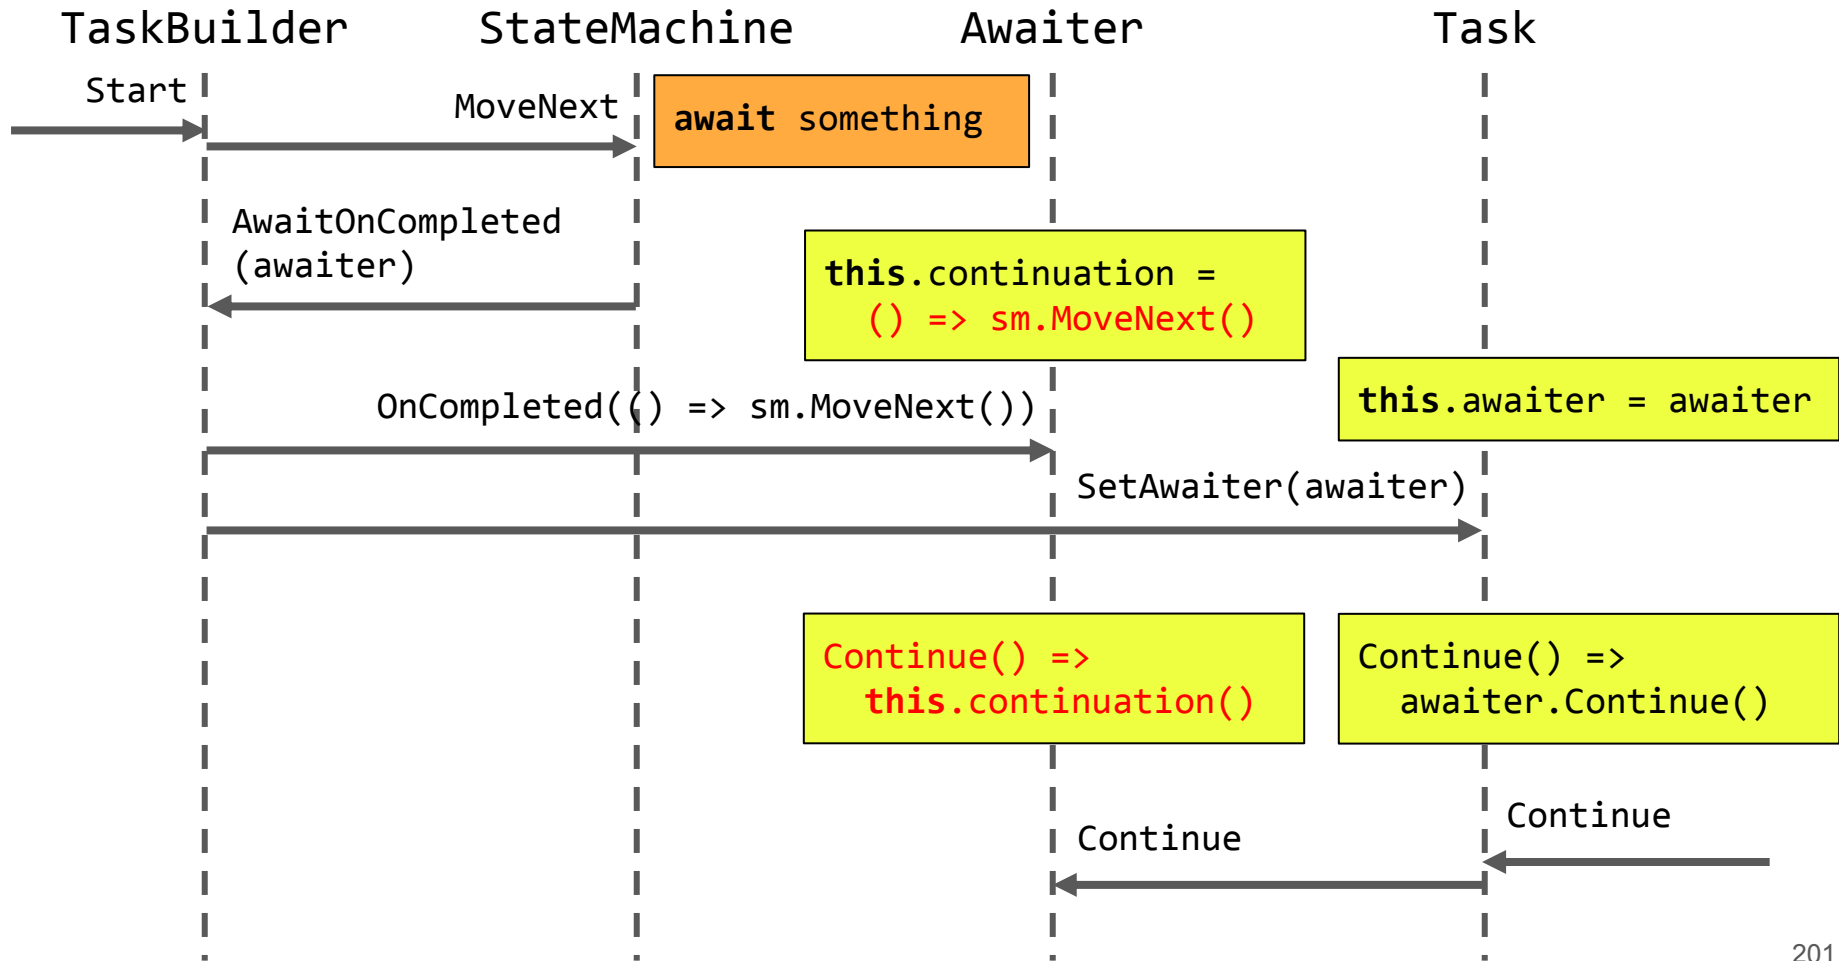 TaskBuilder StateMachine Awaiter Task
Start
MoveNext
await something
AwaitOnCompleted
(awaiter)
this.continuation =
() => sm.MoveNext()
OnCompleted(() => sm.MoveNext())
this.awaiter = awaiter
SetAwaiter(awaiter)
Continue() =>
this.continuation()
Continue() =>
awaiter.Continue()
Continue
Continue
201